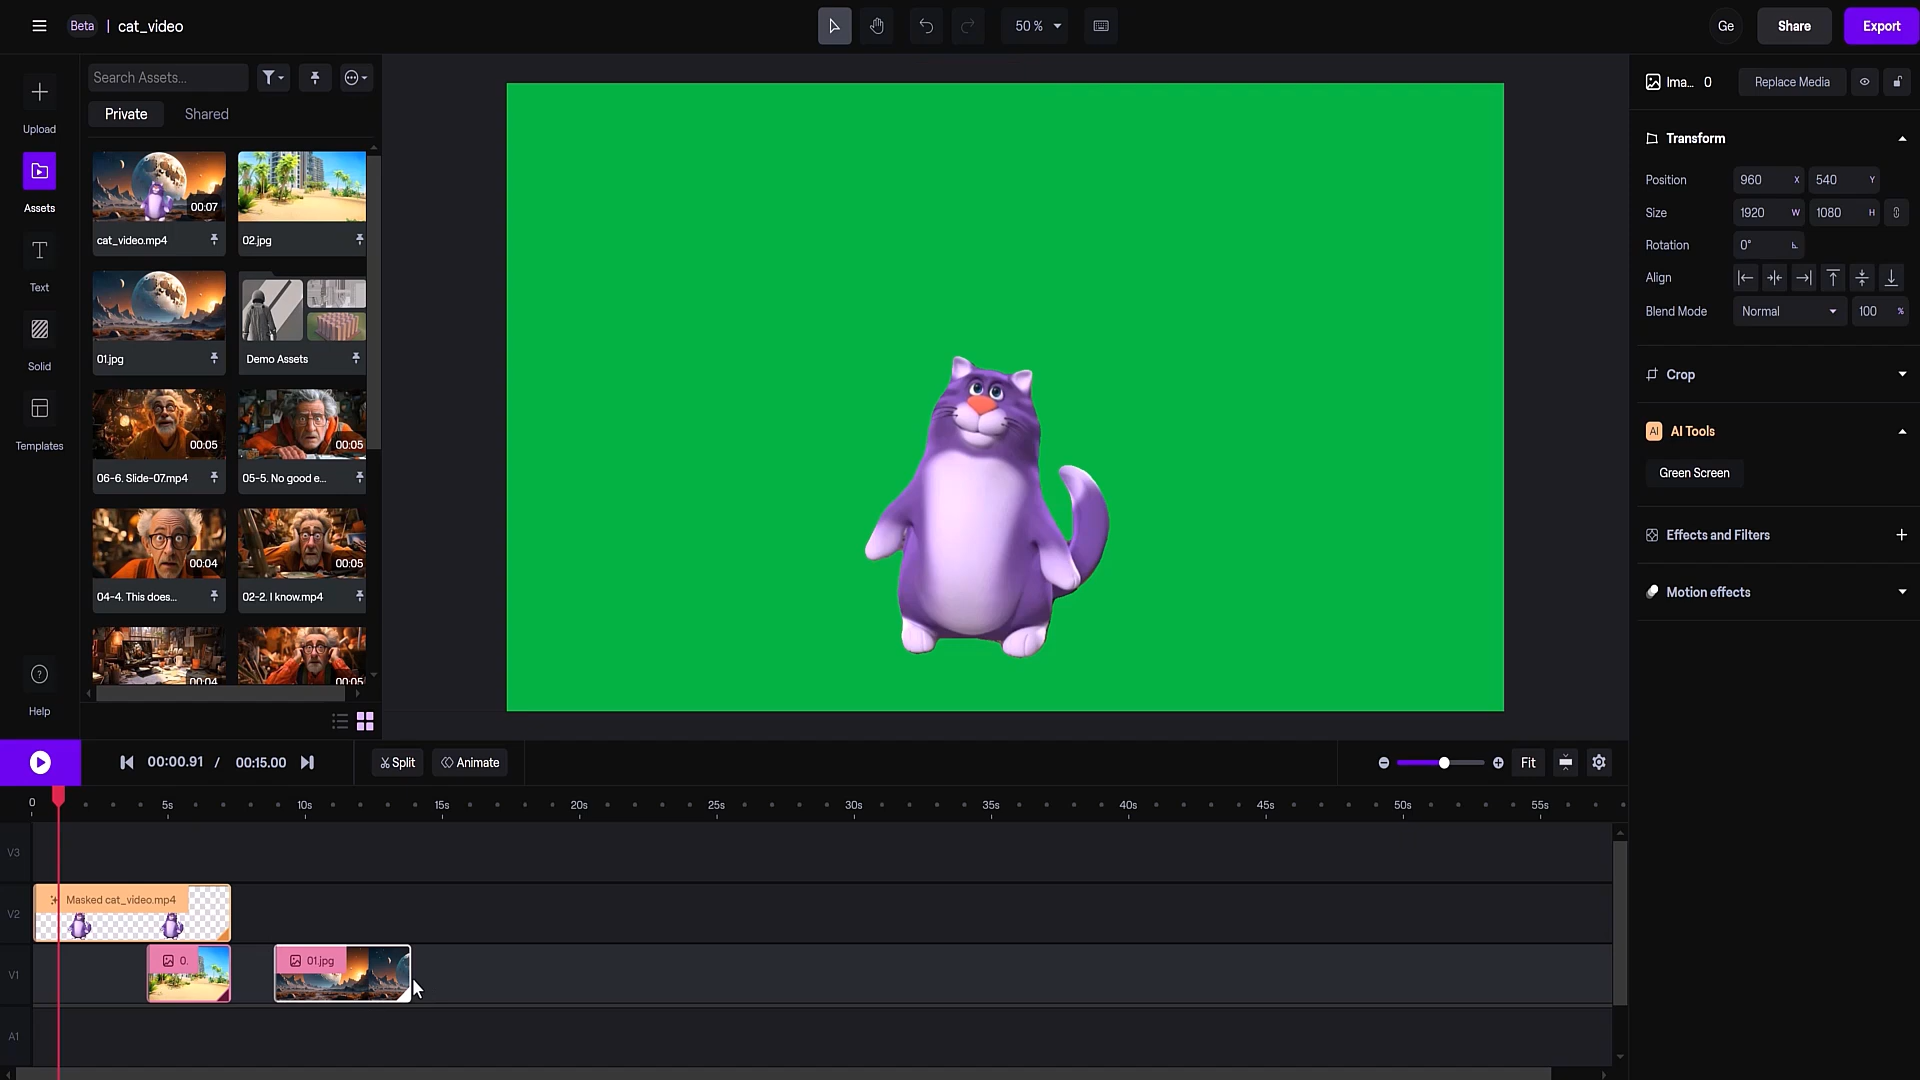 Beta | cat_video
50 %
Ge
Share
Export
Upload
Assets
Text
Solid
Templates
Help
Search Assets...
Private
Shared
00:07
cat_video.mp4
02.jpg
01.jpg
Demo Assets
00:05
06-6. Slide-07.mp4
00:05
05-5. No good e...
00:04
04-4. This does...
00:05
02-2. I know.mp4
00:04
00:05
Ima... 0
Replace Media
Transform
Position 960 X 540 Y
Size 1920 W 1080 H
Rotation 0°
Align
Blend Mode Normal 100 %
Crop
AI AI Tools
Green Screen
Effects and Filters
Motion effects
00:00.91 / 00:15.00
Split
Animate
Fit
0 5s 10s 15s 20s 25s 30s 35s 40s 45s 50s 55s
V3
V2
Masked cat_video.mp4
V1
0.
01.jpg
A1